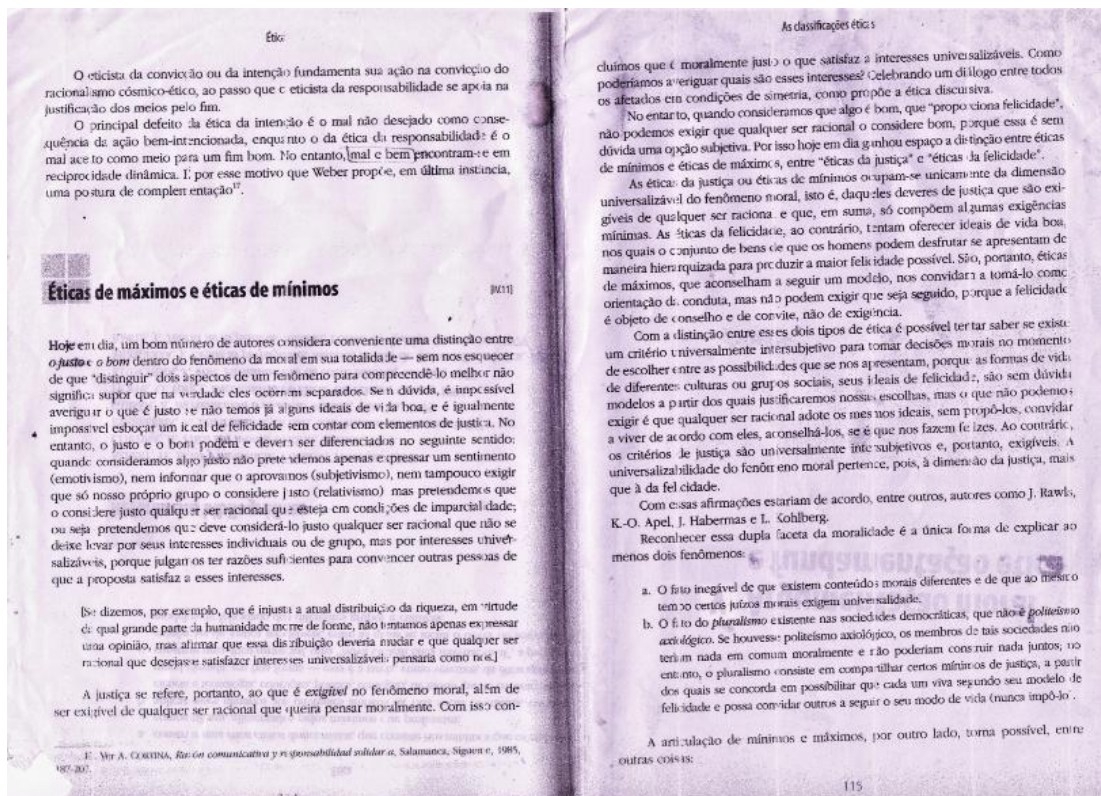 Ética
O eticista da convicção ou da intenção fundamenta sua ação na convicção do
racionalismo cósmico-ético, ao passo que o eticista da responsabilidade se apoia na
justificação dos meios pelo fim.
O principal defeito da ética da intenção é o mal não desejado como conse-
quência da ação bem-intencionada, enquanto o da ética da responsabilidade é o
mal aceito como meio para um fim bom. No entanto, mal e bem encontram-se em
reciprocidade dinâmica. É por esse motivo que Weber propõe, em última instância,
uma postura de complementação17.
Éticas de máximos e éticas de mínimos
[IV.11]
Hoje em dia, um bom número de autores considera conveniente uma distinção entre
o justo e o bom dentro do fenômeno da moral em sua totalidade — sem nos esquecer
de que "distinguir" dois aspectos de um fenômeno para compreendê-lo melhor não
significa supor que na verdade eles ocorrem separados. Sem dúvida, é impossível
averiguar o que é justo se não temos já alguns ideais de vida boa, e é igualmente
impossível esboçar um ideal de felicidade sem contar com elementos de justiça. No
entanto, o justo e o bom podem e devem ser diferenciados no seguinte sentido:
quando consideramos algo justo não pretendemos apenas expressar um sentimento
(emotivismo), nem informar que o aprovamos (subjetivismo), nem tampouco exigir
que só nosso próprio grupo o considere justo (relativismo) mas pretendemos que
o considere justo qualquer ser racional que esteja em condições de imparcialidade;
ou seja pretendemos que deve considerá-lo justo qualquer ser racional que não se
deixe levar por seus interesses individuais ou de grupo, mas por interesses univer-
salizáveis, porque julgamos ter razões suficientes para convencer outras pessoas de
que a proposta satisfaz a esses interesses.
[Se dizemos, por exemplo, que é injusta a atual distribuição da riqueza, em virtude
da qual grande parte da humanidade morre de forme, não tentamos apenas expressar
uma opinião, mas afirmar que essa distribuição deveria mudar e que qualquer ser
racional que desejasse satisfazer interesses universalizáveis pensaria como nós.]
A justiça se refere, portanto, ao que é exigível no fenômeno moral, além de
ser exigível de qualquer ser racional que queira pensar moralmente. Com isso con-
17. Ver A. CORTINA, Razón comunicativa y responsabilidad solidaria, Salamanca, Sígueme, 1985,
187-207.
As classificações éticas
cluímos que é moralmente justo o que satisfaz a interesses universalizáveis. Como
poderíamos averiguar quais são esses interesses? Celebrando um diálogo entre todos
os afetados em condições de simetria, como propõe a ética discursiva.
No entanto, quando consideramos que algo é bom, que "proporciona felicidade",
não podemos exigir que qualquer ser racional o considere bom, porque essa é sem
dúvida uma opção subjetiva. Por isso hoje em dia ganhou espaço a distinção entre éticas
de mínimos e éticas de máximos, entre "éticas da justiça" e "éticas da felicidade".
As éticas da justiça ou éticas de mínimos ocupam-se unicamente da dimensão
universalizável do fenômeno moral, isto é, daqueles deveres de justiça que são exi-
gíveis de qualquer ser racional e que, em suma, só compõem algumas exigências
mínimas. As éticas da felicidade, ao contrário, tentam oferecer ideais de vida boa,
nos quais o conjunto de bens de que os homens podem desfrutar se apresentam de
maneira hierarquizada para produzir a maior felicidade possível. São, portanto, éticas
de máximos, que aconselham a seguir um modelo, nos convidam a tomá-lo como
orientação da conduta, mas não podem exigir que seja seguido, porque a felicidade
é objeto de conselho e de convite, não de exigência.
Com a distinção entre esses dois tipos de ética é possível tentar saber se existe
um critério universalmente intersubjetivo para tomar decisões morais no momento
de escolher entre as possibilidades que se nos apresentam, porque as formas de vida
de diferentes culturas ou grupos sociais, seus ideais de felicidade, são sem dúvida
modelos a partir dos quais justificaremos nossas escolhas, mas o que não podemos
exigir é que qualquer ser racional adote os mesmos ideais, sem propô-los, convidar
a viver de acordo com eles, aconselhá-los, se é que nos fazem felizes. Ao contrário,
os critérios de justiça são universalmente intersubjetivos e, portanto, exigíveis. A
universalizabilidade do fenômeno moral pertence, pois, à dimensão da justiça, mais
que à da felicidade.
Com essas afirmações estariam de acordo, entre outros, autores como J. Rawls,
K.-O. Apel, J. Habermas e L. Kohlberg.
Reconhecer essa dupla faceta da moralidade é a única forma de explicar ao
menos dois fenômenos:
a. O fato inegável de que existem conteúdos morais diferentes e de que ao mesmo
tempo certos juízos morais exigem universalidade.
b. O fato do pluralismo existente nas sociedades democráticas, que não é politeísmo
axiológico. Se houvesse politeísmo axiológico, os membros de tais sociedades não
teriam nada em comum moralmente e não poderiam construir nada juntos; no
entanto, o pluralismo consiste em compartilhar certos mínimos de justiça, a partir
dos quais se concorda em possibilitar que cada um viva segundo seu modelo de
felicidade e possa convidar outros a seguir o seu modo de vida (nunca impô-lo).
A articulação de mínimos e máximos, por outro lado, torna possível, entre
outras coisas:
115